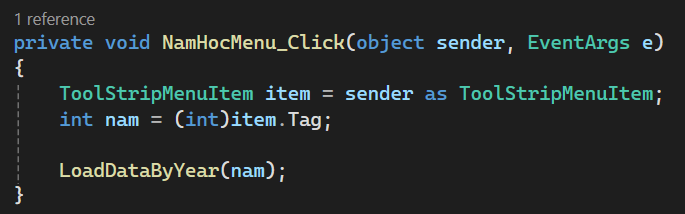 1 reference
private void NamHocMenu_Click(object sender, EventArgs e)
{
    ToolStripMenuItem item = sender as ToolStripMenuItem;
    int nam = (int)item.Tag;

    LoadDataByYear(nam);
}